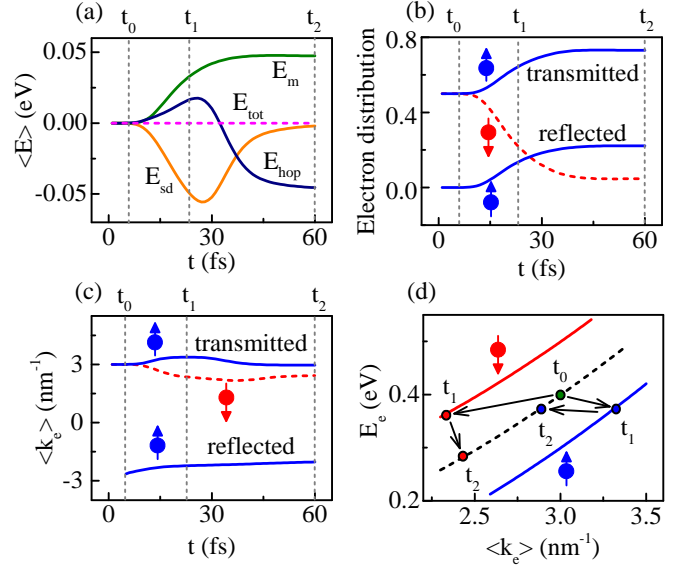 (a) t0 t1 t2
0.05
0.00
-0.05
<E> (eV)
Em
Etot
Esd
Ehop
0 30 60
t (fs)
(b) t0 t1 t2
0.8
0.4
0.0
Electron distribution
transmitted
reflected
0 30 60
t (fs)
(c) t0 t1 t2
3
0
-3
<ke> (nm-1)
transmitted
reflected
0 30 60
t (fs)
(d)
0.4
0.2
Ee (eV)
t1
t0
t2
t1
t2
2.5 3.0 3.5
<ke> (nm-1)